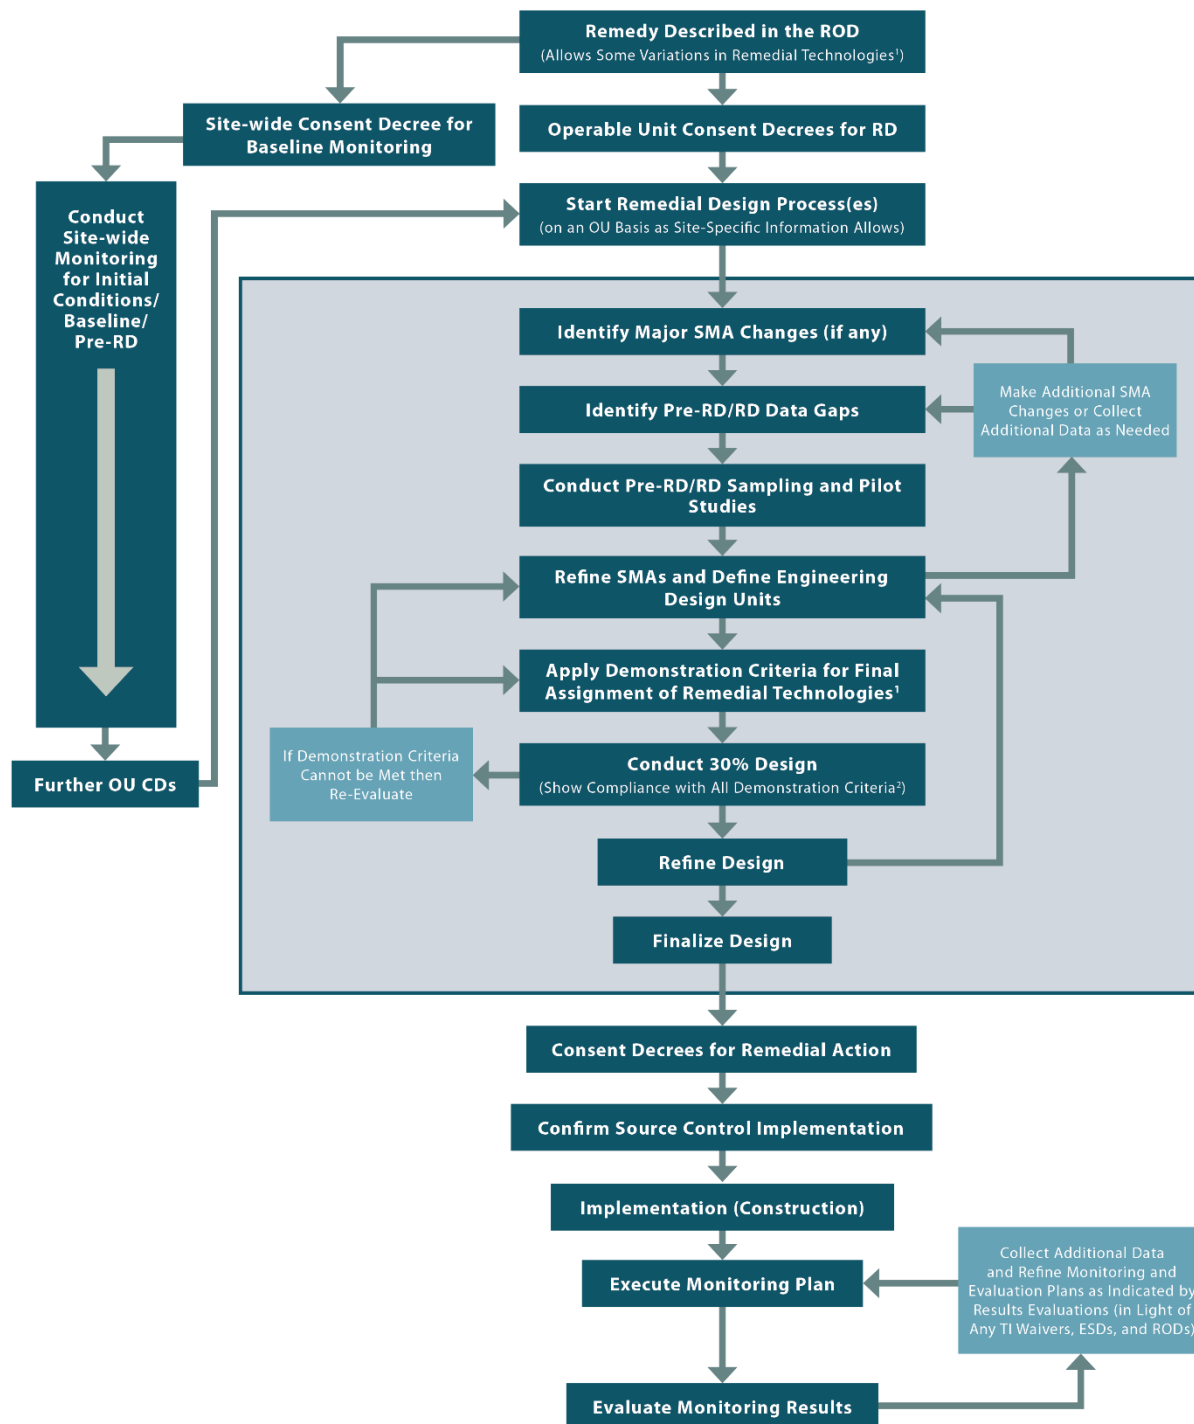 Remedy Described in the ROD
(Allows Some Variations in Remedial Technologies¹)
Site-wide Consent Decree for
Baseline Monitoring
Operable Unit Consent Decrees for RD
Conduct
Site-wide
Monitoring
for Initial
Conditions/
Baseline/
Pre-RD
Start Remedial Design Process(es)
(on an OU Basis as Site-Specific Information Allows)
Identify Major SMA Changes (if any)
Make Additional SMA
Changes or Collect
Additional Data as Needed
Identify Pre-RD/RD Data Gaps
Conduct Pre-RD/RD Sampling and Pilot
Studies
Refine SMAs and Define Engineering
Design Units
Apply Demonstration Criteria for Final
Assignment of Remedial Technologies¹
If Demonstration Criteria
Cannot be Met then
Re-Evaluate
Conduct 30% Design
(Show Compliance with All Demonstration Criteria²)
Further OU CDs
Refine Design
Finalize Design
Consent Decrees for Remedial Action
Confirm Source Control Implementation
Implementation (Construction)
Execute Monitoring Plan
Collect Additional Data
and Refine Monitoring and
Evaluation Plans as Indicated by
Results Evaluations (in Light of
Any TI Waivers, ESDs, and RODs)
Evaluate Monitoring Results